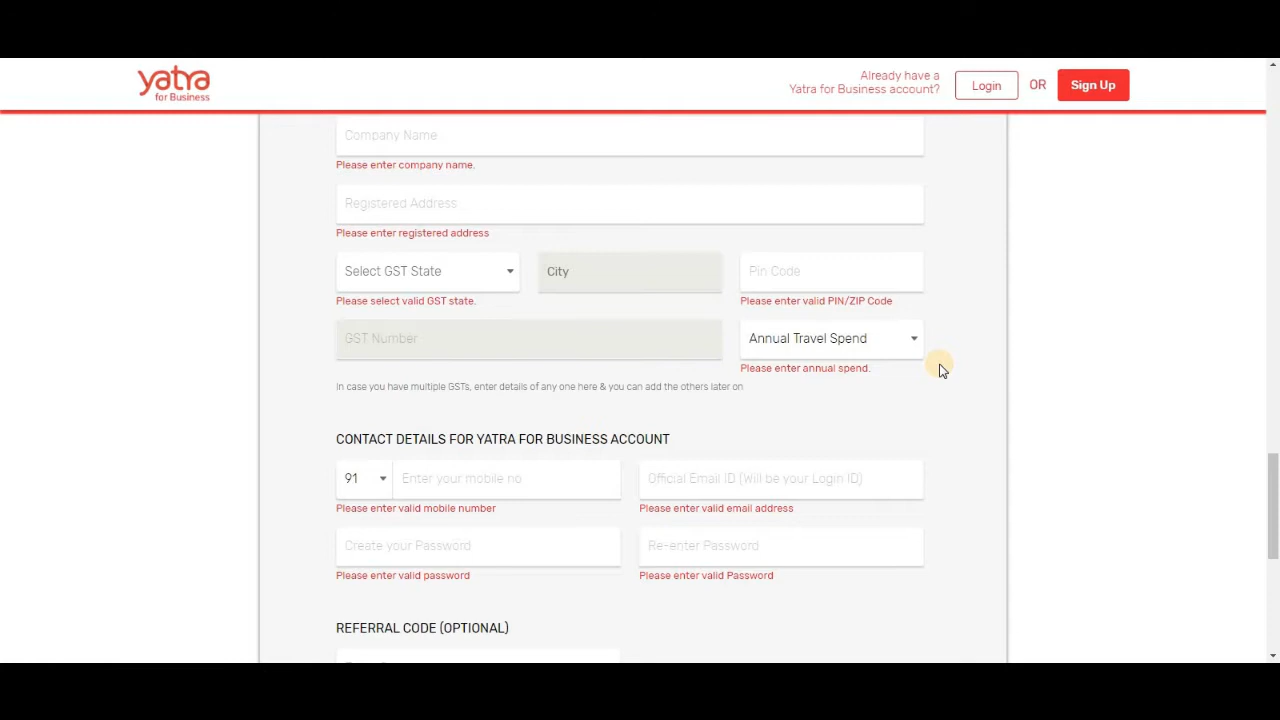 yatra
for Business
Already have a
Yatra for Business account?
Login
OR
Sign Up
Company Name
Please enter company name.
Registered Address
Please enter registered address
Select GST State
City
Pin Code
Please select valid GST state.
Please enter valid PIN/ZIP Code
GST Number
Annual Travel Spend
Please enter annual spend.
In case you have multiple GSTs, enter details of any one here & you can add the others later on
CONTACT DETAILS FOR YATRA FOR BUSINESS ACCOUNT
91
Enter your mobile no
Official Email ID (Will be your Login ID)
Please enter valid mobile number
Please enter valid email address
Create your Password
Re-enter Password
Please enter valid password
Please enter valid Password
REFERRAL CODE (OPTIONAL)